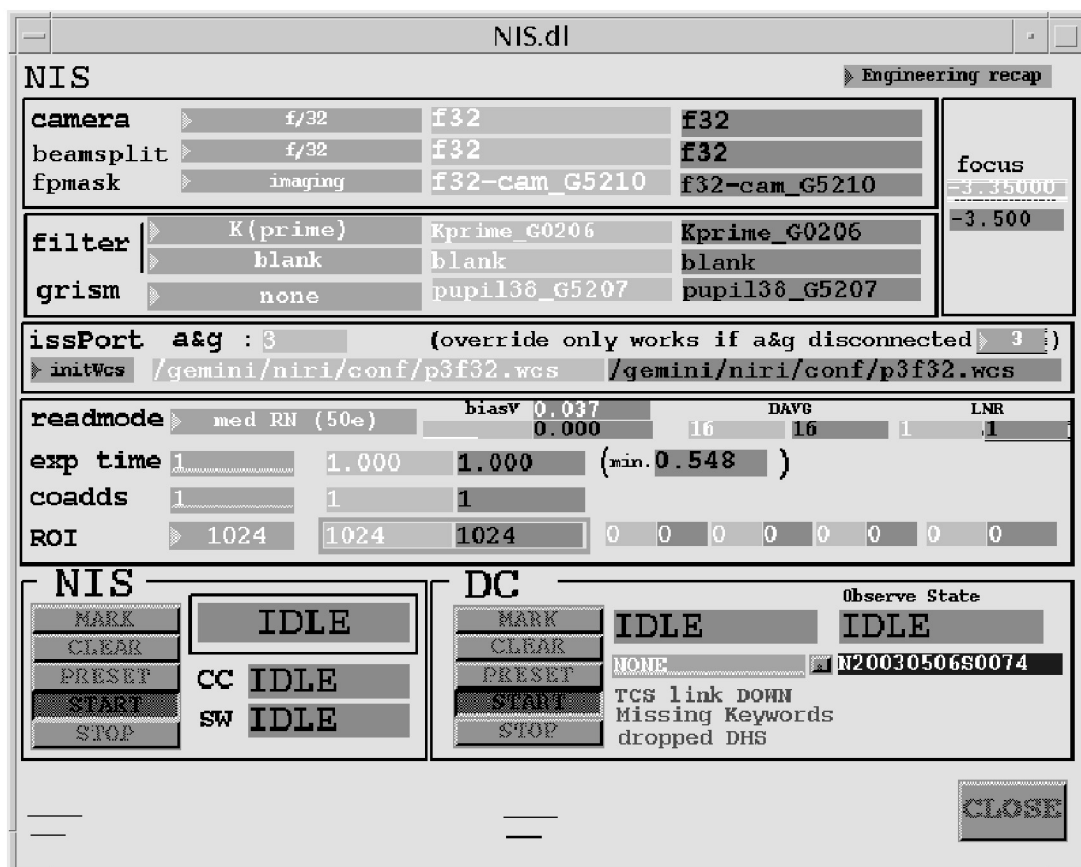 NIS.dl
NIS
Engineering recap
camera f/32 f32 f32
beamsplit f/32 f32 f32
fpmask imaging f32-cam_G5210 f32-cam_G5210
focus
-3.35000
-3.500
filter K(prime) Kprime_G0206 Kprime_G0206
blank blank blank
grism none pupil38_G5207 pupil38_G5207
issPort a&g : 3 (override only works if a&g disconnected 3 )
initWcs /gemini/niri/conf/p3f32.wcs /gemini/niri/conf/p3f32.wcs
biasV 0.037 DAVG LNR
readmode med RN (50e) 0.000 16 16 1 1
exp time 1 1.000 1.000 (min. 0.548 )
coadds 1 1 1
ROI 1024 1024 1024 0 0 0 0 0 0 0 0
NIS
MARK
CLEAR
PRESET
START
STOP
IDLE
CC IDLE
SW IDLE
DC
MARK
CLEAR
PRESET
START
STOP
Observe State
IDLE IDLE
NONE N20030506S0074
TCS link DOWN
Missing Keywords
dropped DHS
CLOSE